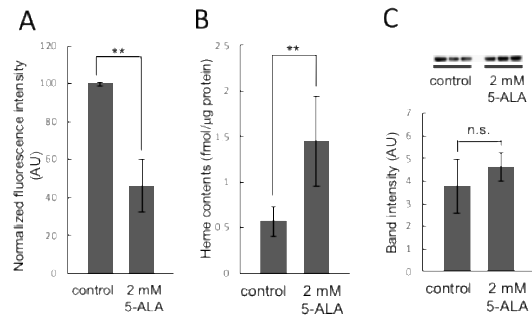 A
Normalized fluorescence intensity
(AU)
120
100
80
60
40
20
0
**
control
2 mM
5-ALA
B
Heme contents (fmol/μg protein)
2 5
2
1 5
1
0 5
0
**
control
2 mM
5-ALA
C
control
2 mM
5-ALA
Band intensity (AU)
7
6
5
4
3
2
1
0
n.s.
control
2 mM
5-ALA